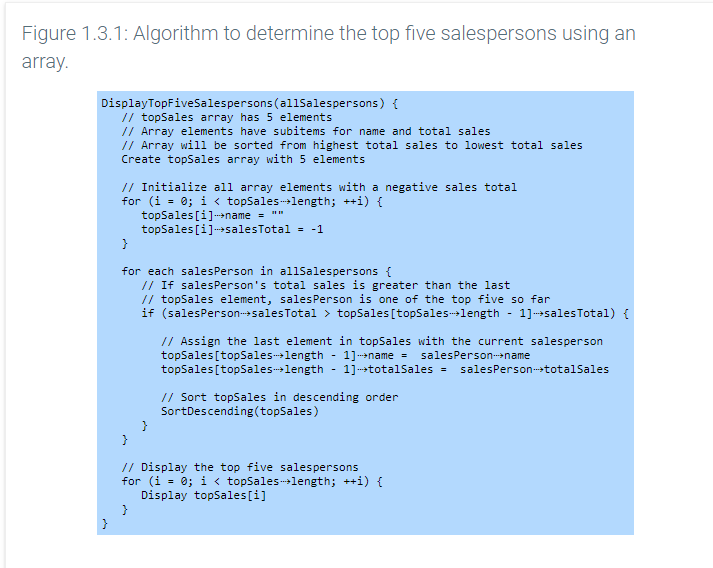 Figure 1.3.1: Algorithm to determine the top five salespersons using an
array.
DisplayTopFiveSalespersons(allSalespersons) {
   // topSales array has 5 elements
   // Array elements have subitems for name and total sales
   // Array will be sorted from highest total sales to lowest total sales
   Create topSales array with 5 elements

   // Initialize all array elements with a negative sales total
   for (i = 0; i < topSales⇢length; ++i) {
      topSales[i]⇢name = ""
      topSales[i]⇢salesTotal = -1
   }

   for each salesPerson in allSalespersons {
      // If salesPerson's total sales is greater than the last
      // topSales element, salesPerson is one of the top five so far
      if (salesPerson⇢salesTotal > topSales[topSales⇢length - 1]⇢salesTotal) {

         // Assign the last element in topSales with the current salesperson
         topSales[topSales⇢length - 1]⇢name =  salesPerson⇢name
         topSales[topSales⇢length - 1]⇢totalSales =  salesPerson⇢totalSales

         // Sort topSales in descending order
         SortDescending(topSales)
      }
   }

   // Display the top five salespersons
   for (i = 0; i < topSales⇢length; ++i) {
      Display topSales[i]
   }
}